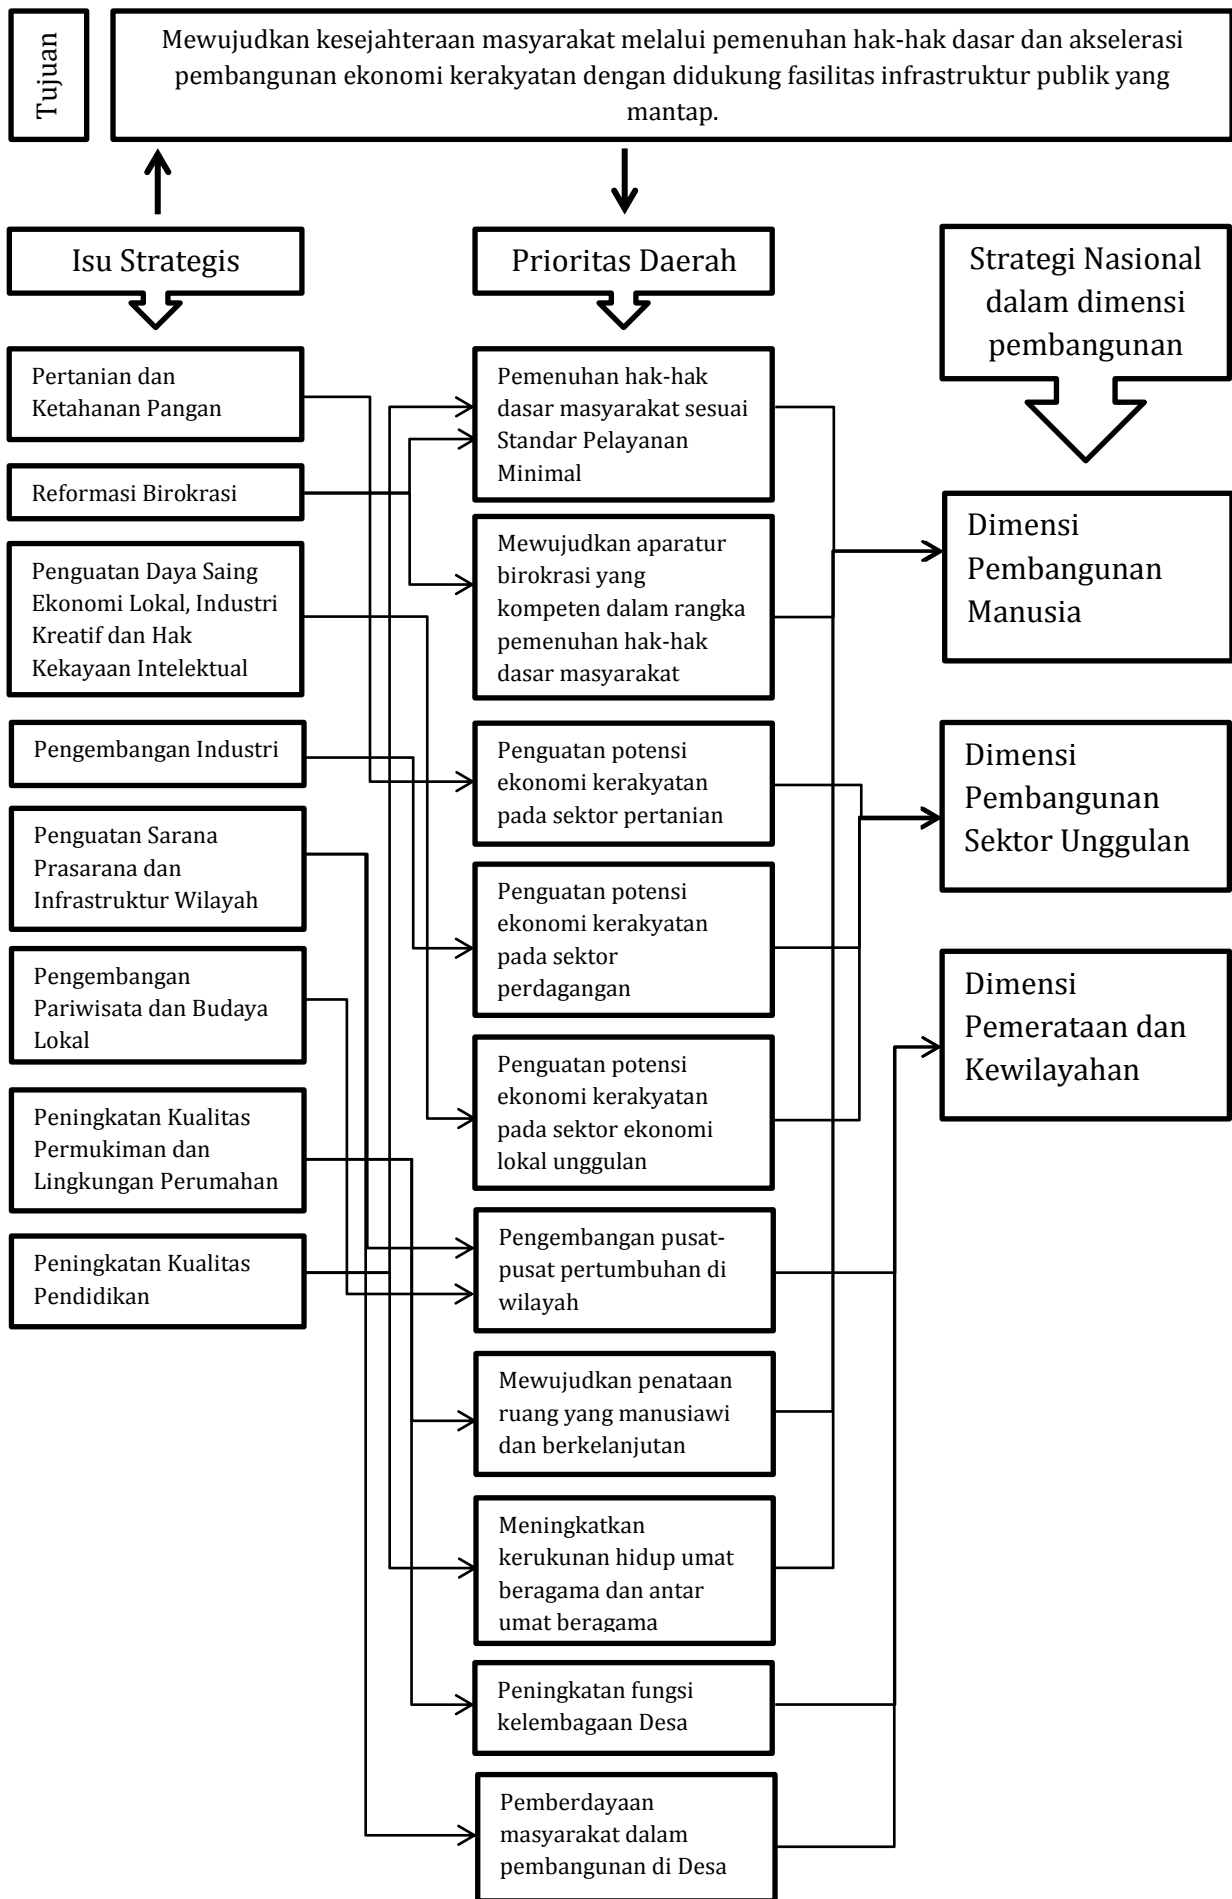 Tujuan
Mewujudkan kesejahteraan masyarakat melalui pemenuhan hak-hak dasar dan akselerasi
pembangunan ekonomi kerakyatan dengan didukung fasilitas infrastruktur publik yang
mantap.
Isu Strategis
Pertanian dan
Ketahanan Pangan
Reformasi Birokrasi
Penguatan Daya Saing
Ekonomi Lokal, Industri
Kreatif dan Hak
Kekayaan Intelektual
Pengembangan Industri
Penguatan Sarana
Prasarana dan
Infrastruktur Wilayah
Pengembangan
Pariwisata dan Budaya
Lokal
Peningkatan Kualitas
Permukiman dan
Lingkungan Perumahan
Peningkatan Kualitas
Pendidikan
Prioritas Daerah
Pemenuhan hak-hak
dasar masyarakat sesuai
Standar Pelayanan
Minimal
Mewujudkan aparatur
birokrasi yang
kompeten dalam rangka
pemenuhan hak-hak
dasar masyarakat
Penguatan potensi
ekonomi kerakyatan
pada sektor pertanian
Penguatan potensi
ekonomi kerakyatan
pada sektor
perdagangan
Penguatan potensi
ekonomi kerakyatan
pada sektor ekonomi
lokal unggulan
Pengembangan pusat-
pusat pertumbuhan di
wilayah
Mewujudkan penataan
ruang yang manusiawi
dan berkelanjutan
Meningkatkan
kerukunan hidup umat
beragama dan antar
umat beragama
Peningkatan fungsi
kelembagaan Desa
Pemberdayaan
masyarakat dalam
pembangunan di Desa
Strategi Nasional
dalam dimensi
pembangunan
Dimensi
Pembangunan
Manusia
Dimensi
Pembangunan
Sektor Unggulan
Dimensi
Pemerataan dan
Kewilayahan